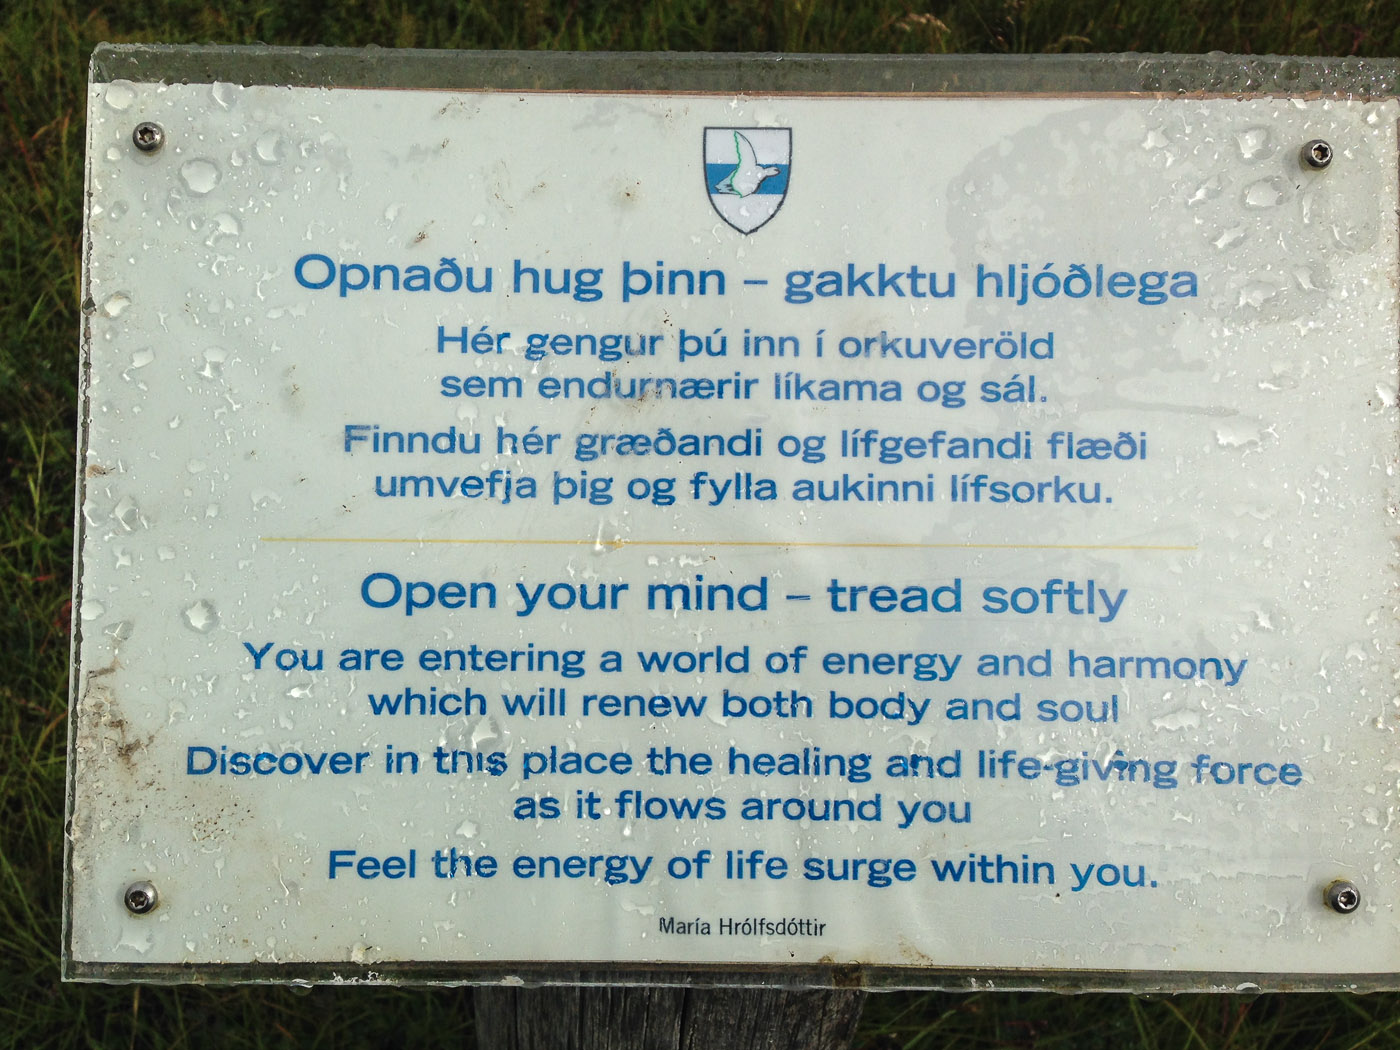 Opnaðu hug þinn – gakktu hljóðlega
Hér gengur þú inn í orkuveröld
sem endurnærir líkama og sál.
Finndu hér græðandi og lífgefandi flæði
umvefja þig og fylla aukinni lífsorku.
Open your mind – tread softly
You are entering a world of energy and harmony
which will renew both body and soul
Discover in this place the healing and life-giving force
as it flows around you
Feel the energy of life surge within you.
María Hrólfsdóttir